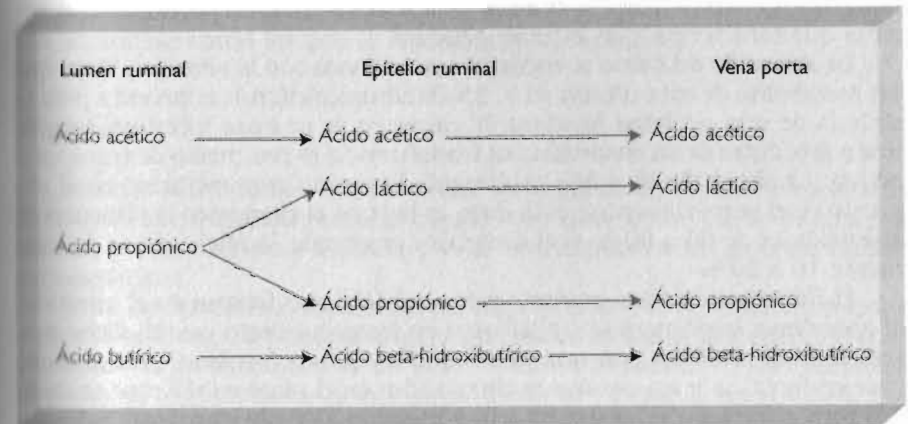 Lumen ruminal Epitelio ruminal Vena porta
Ácido acético Ácido acético Ácido acético
Ácido láctico Ácido láctico
Ácido propiónico
Ácido propiónico Ácido propiónico
Ácido butírico Ácido beta-hidroxibutírico Ácido beta-hidroxibutírico